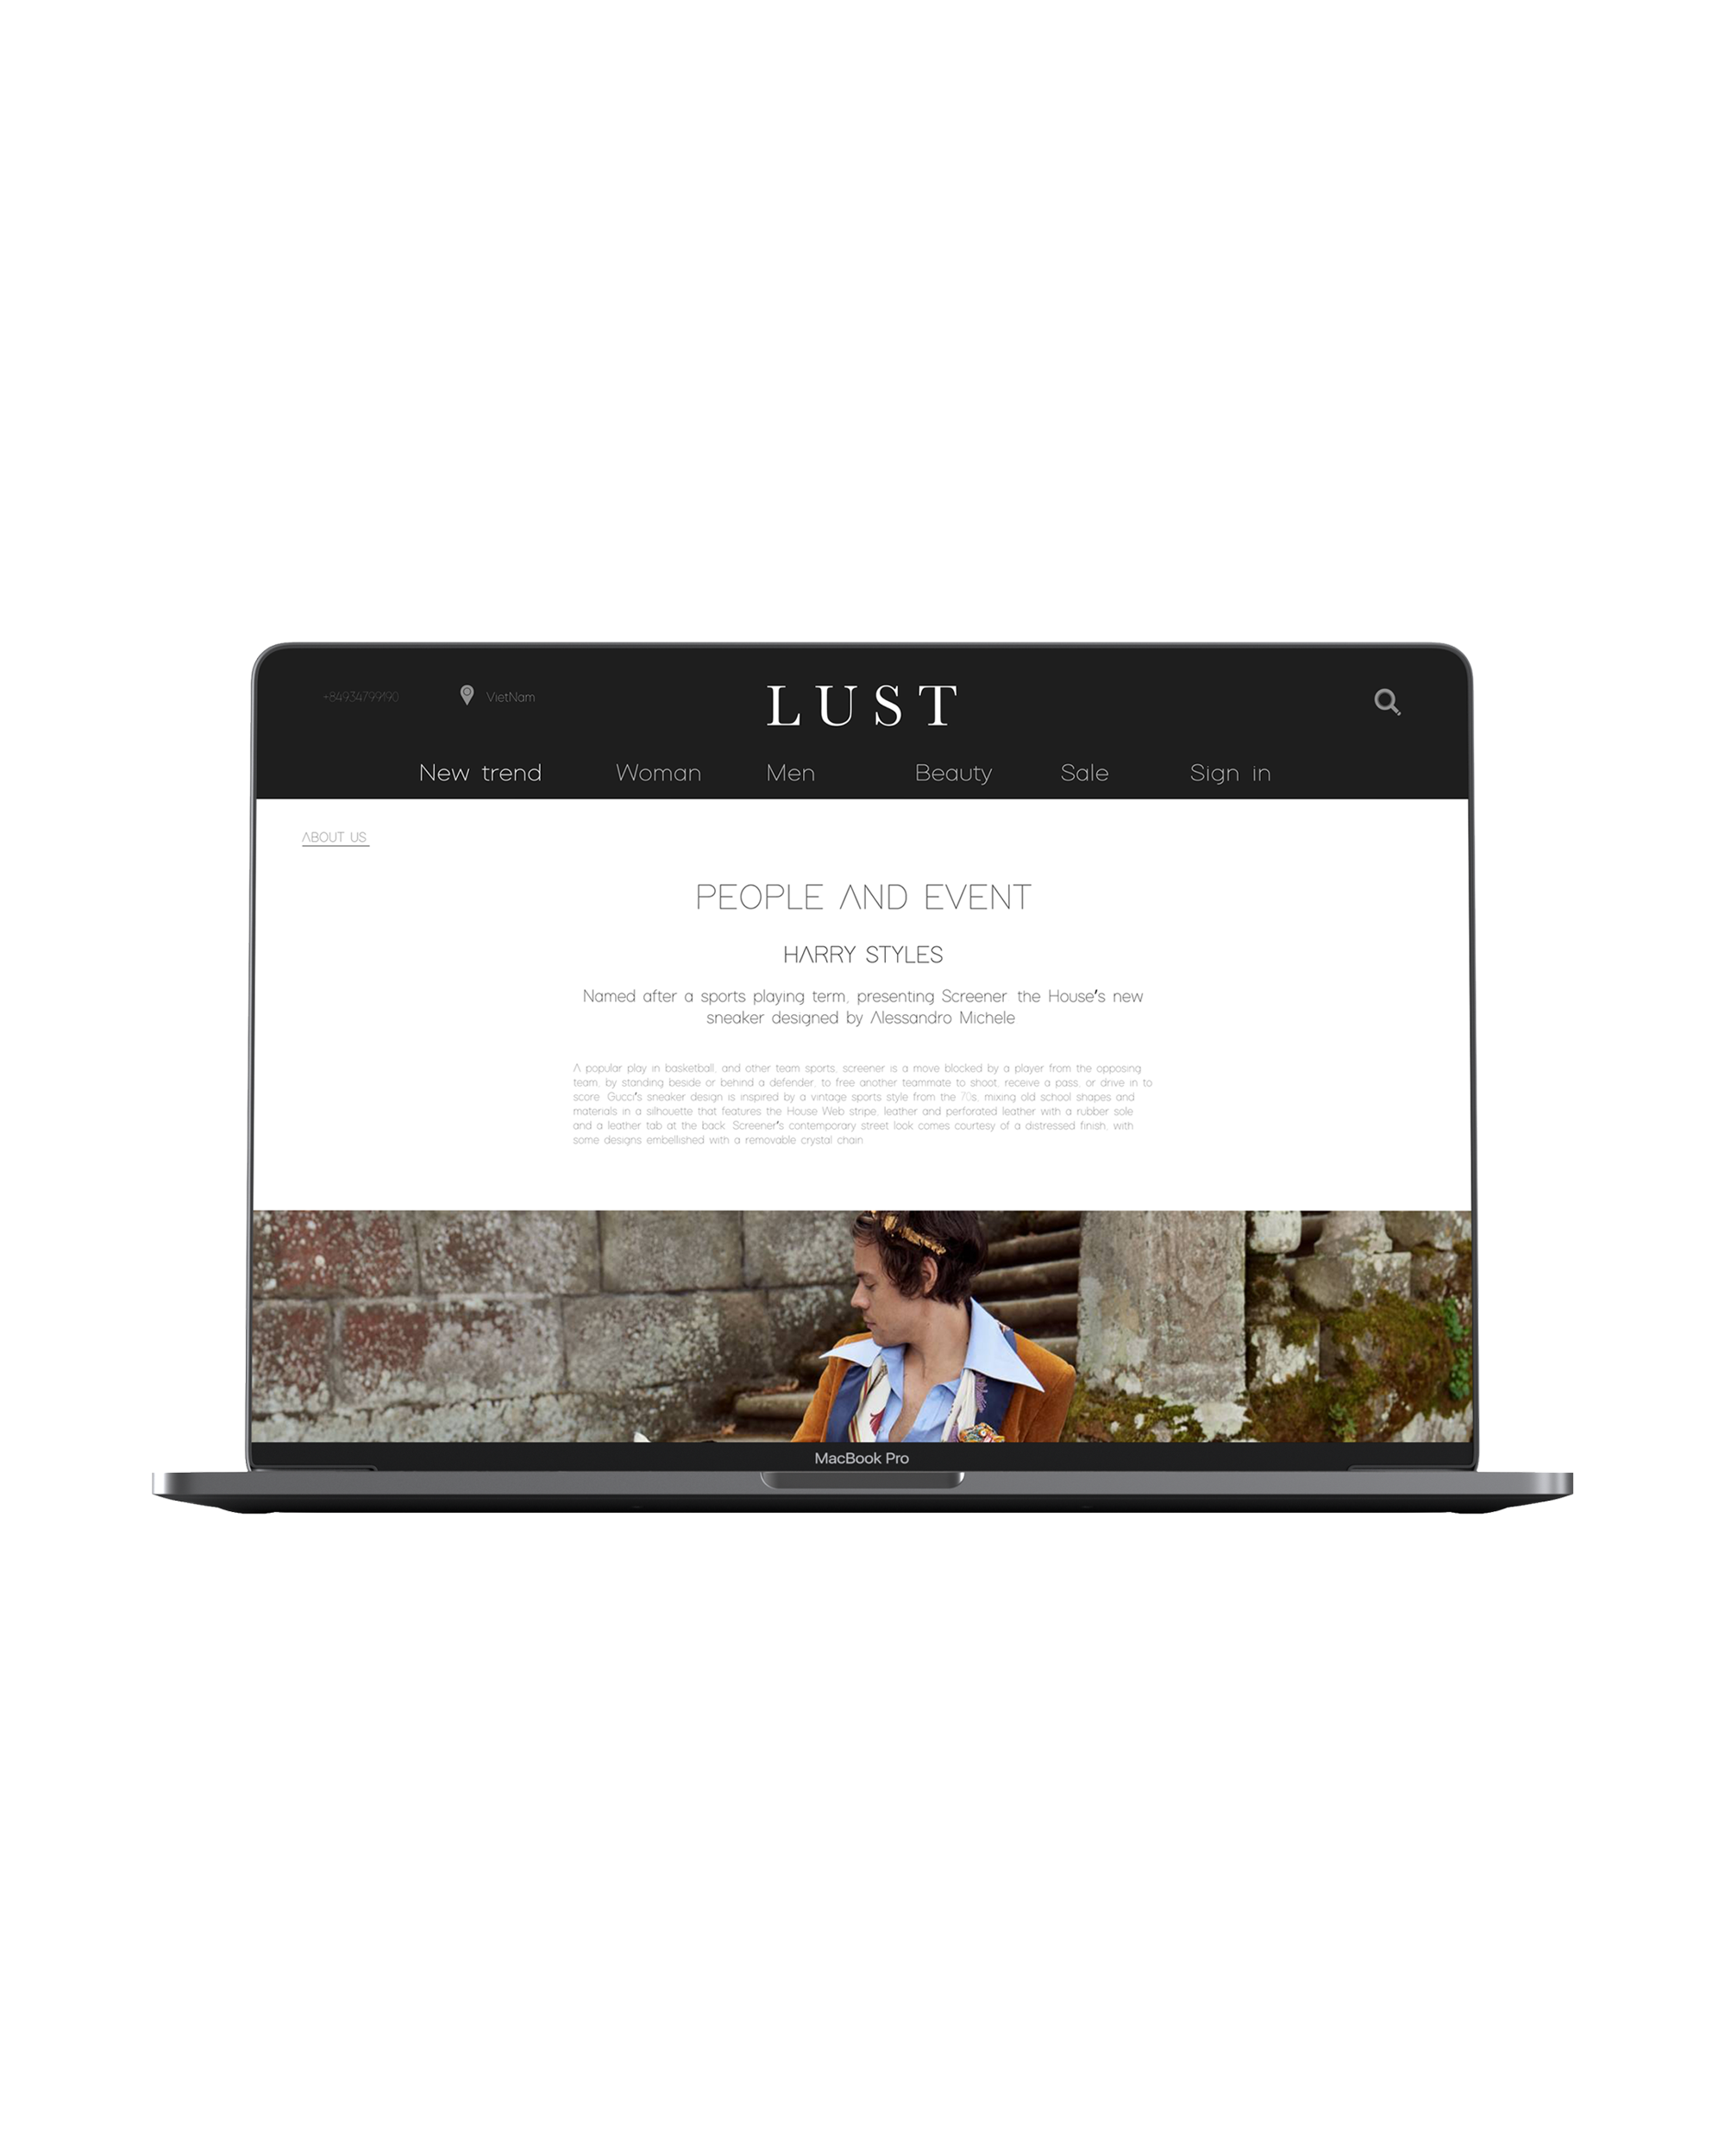 +84934799190
VietNam
LUST
New trend Woman Men Beauty Sale Sign in
ABOUT US
PEOPLE AND EVENT
HARRY STYLES
Named after a sports playing term, presenting Screener the House's new
sneaker designed by Alessandro Michele
A popular play in basketball, and other team sports, screener is a move blocked by a player from the opposing
team, by standing beside or behind a defender, to free another teammate to shoot, receive a pass, or drive in to
score. Gucci's sneaker design is inspired by a vintage sports style from the 70s, mixing old school shapes and
materials in a silhouette that features the House Web stripe, leather and perforated leather with a rubber sole
and a leather tab at the back. Screener's contemporary street look comes courtesy of a distressed finish, with
some designs embellished with a removable crystal chain
MacBook Pro